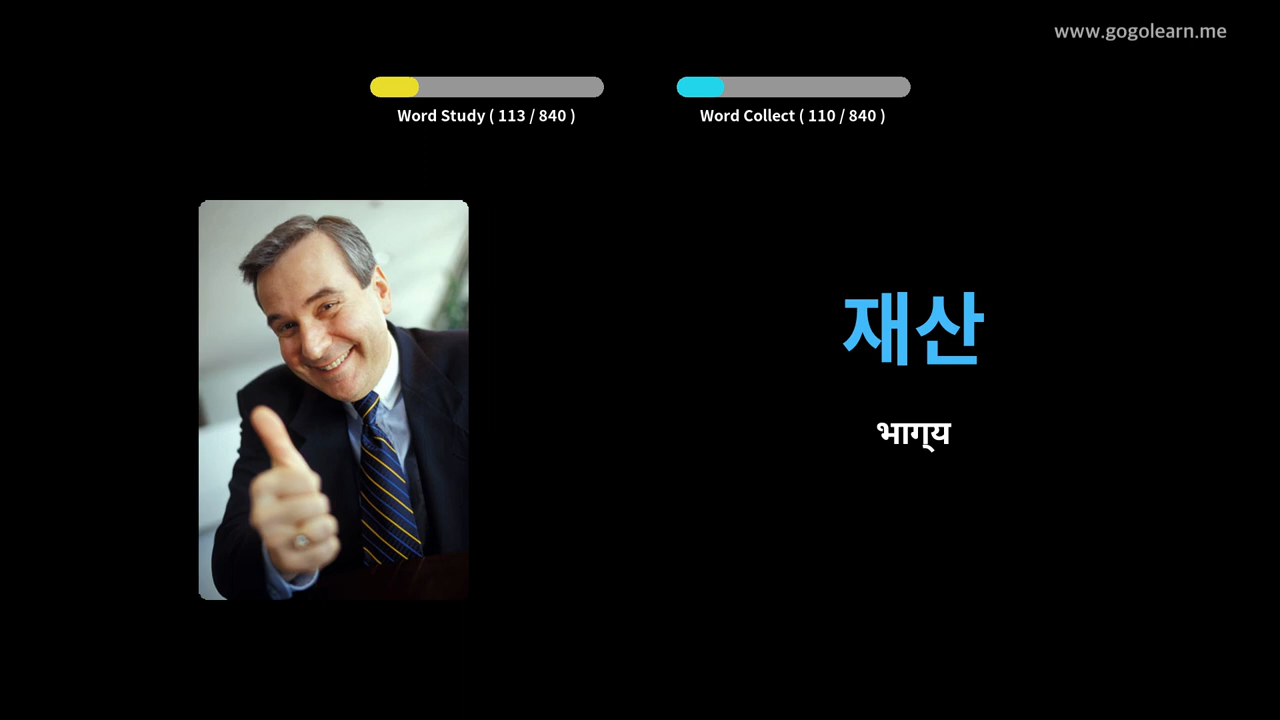 www.gogolearn.me
Word Study ( 113 / 840 )
Word Collect ( 110 / 840 )
재산
भाग्य